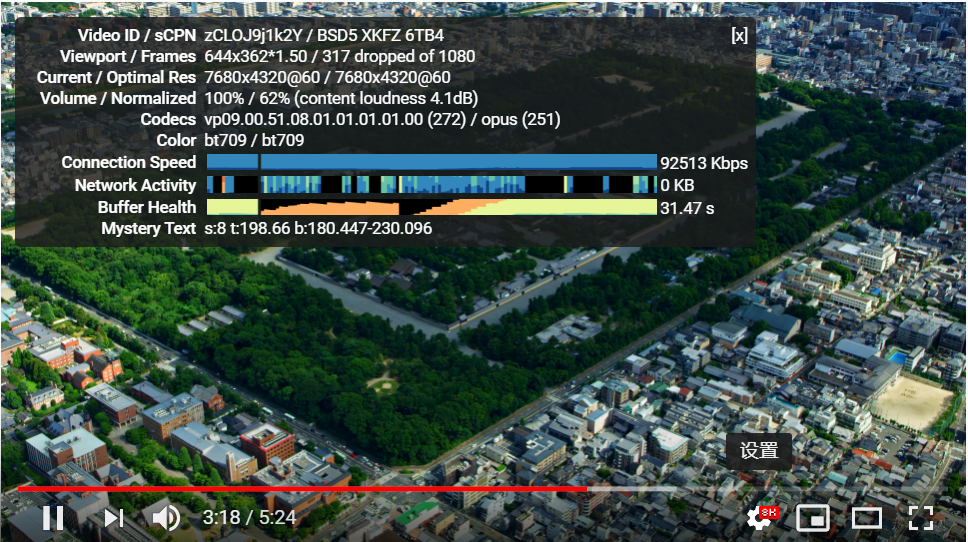 Video ID / sCPN zCLOJ9j1k2Y / BSD5 XKFZ 6TB4 [x]
Viewport / Frames 644x362*1.50 / 317 dropped of 1080
Current / Optimal Res 7680x4320@60 / 7680x4320@60
Volume / Normalized 100% / 62% (content loudness 4.1dB)
Codecs vp09.00.51.08.01.01.01.01.00 (272) / opus (251)
Color bt709 / bt709
Connection Speed 92513 Kbps
Network Activity 0 KB
Buffer Health 31.47 s
Mystery Text s:8 t:198.66 b:180.447-230.096
设置
3:18 / 5:24
8K